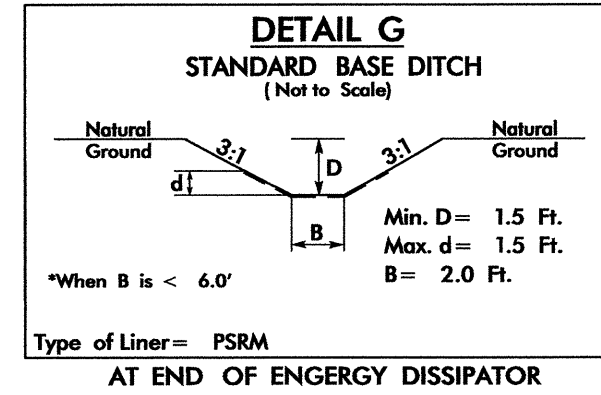 DETAIL G
STANDARD BASE DITCH
( Not to Scale)
Natural
Ground
3:1
D
3:1
Natural
Ground
d
B
Min. D= 1.5 Ft.
Max. d= 1.5 Ft.
B= 2.0 Ft.
*When B is < 6.0'
Type of Liner= PSRM
AT END OF ENGERGY DISSIPATOR